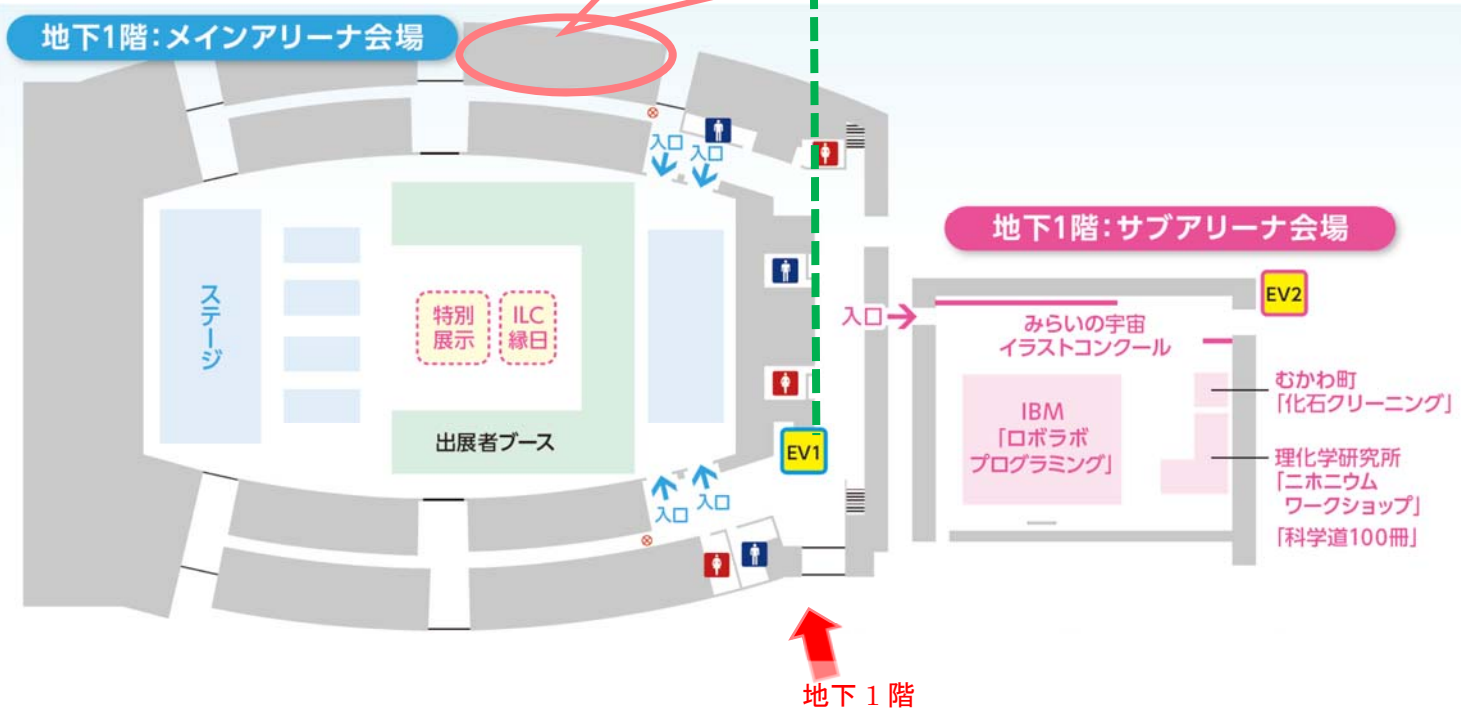 地下1階：メインアリーナ会場
入口
入口
地下1階：サブアリーナ会場
EV2
ステージ
特別
展示
ILC
縁日
入口
みらいの宇宙
イラストコンクール
むかわ町
「化石クリーニング」
IBM
「ロボラボ
プログラミング」
出展者ブース
EV1
理化学研究所
「ニホニウム
ワークショップ」
「科学道100冊」
入口
入口
地下１階